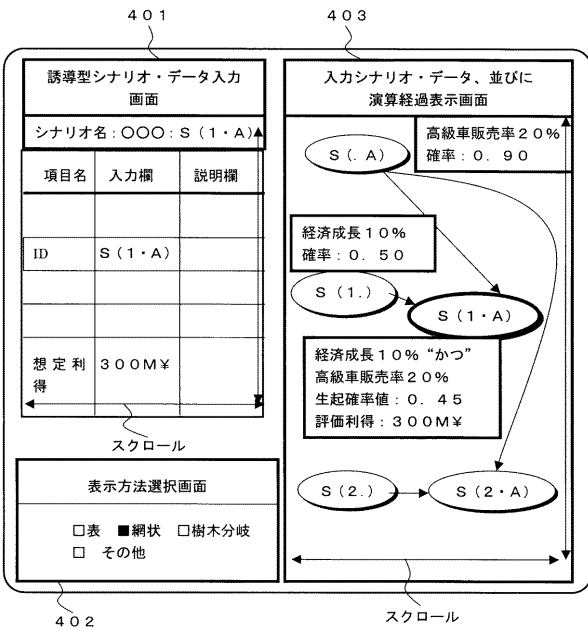 401
403
誘導型シナリオ・データ入力
画面
シナリオ名：○○○：S（1・A）
項目名 入力欄 説明欄
ID S（1・A）
想定利 300M¥
得
スクロール
表示方法選択画面
□表 ■網状 □樹木分岐
□ その他
402
入力シナリオ・データ、並びに
演算経過表示画面
S（. A）
高級車販売率20%
確率：0. 90
経済成長10%
確率：0. 50
S（1.）
S（1・A）
経済成長10%“かつ”
高級車販売率20%
生起確率値：0. 45
評価利得：300M¥
S（2.）
S（2・A）
スクロール